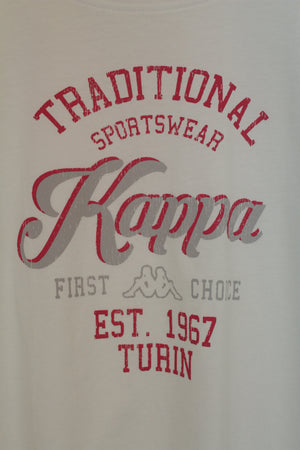 TRADITIONAL
SPORTSWEAR
Kappa
FIRST CHOICE
EST. 1967
TURIN